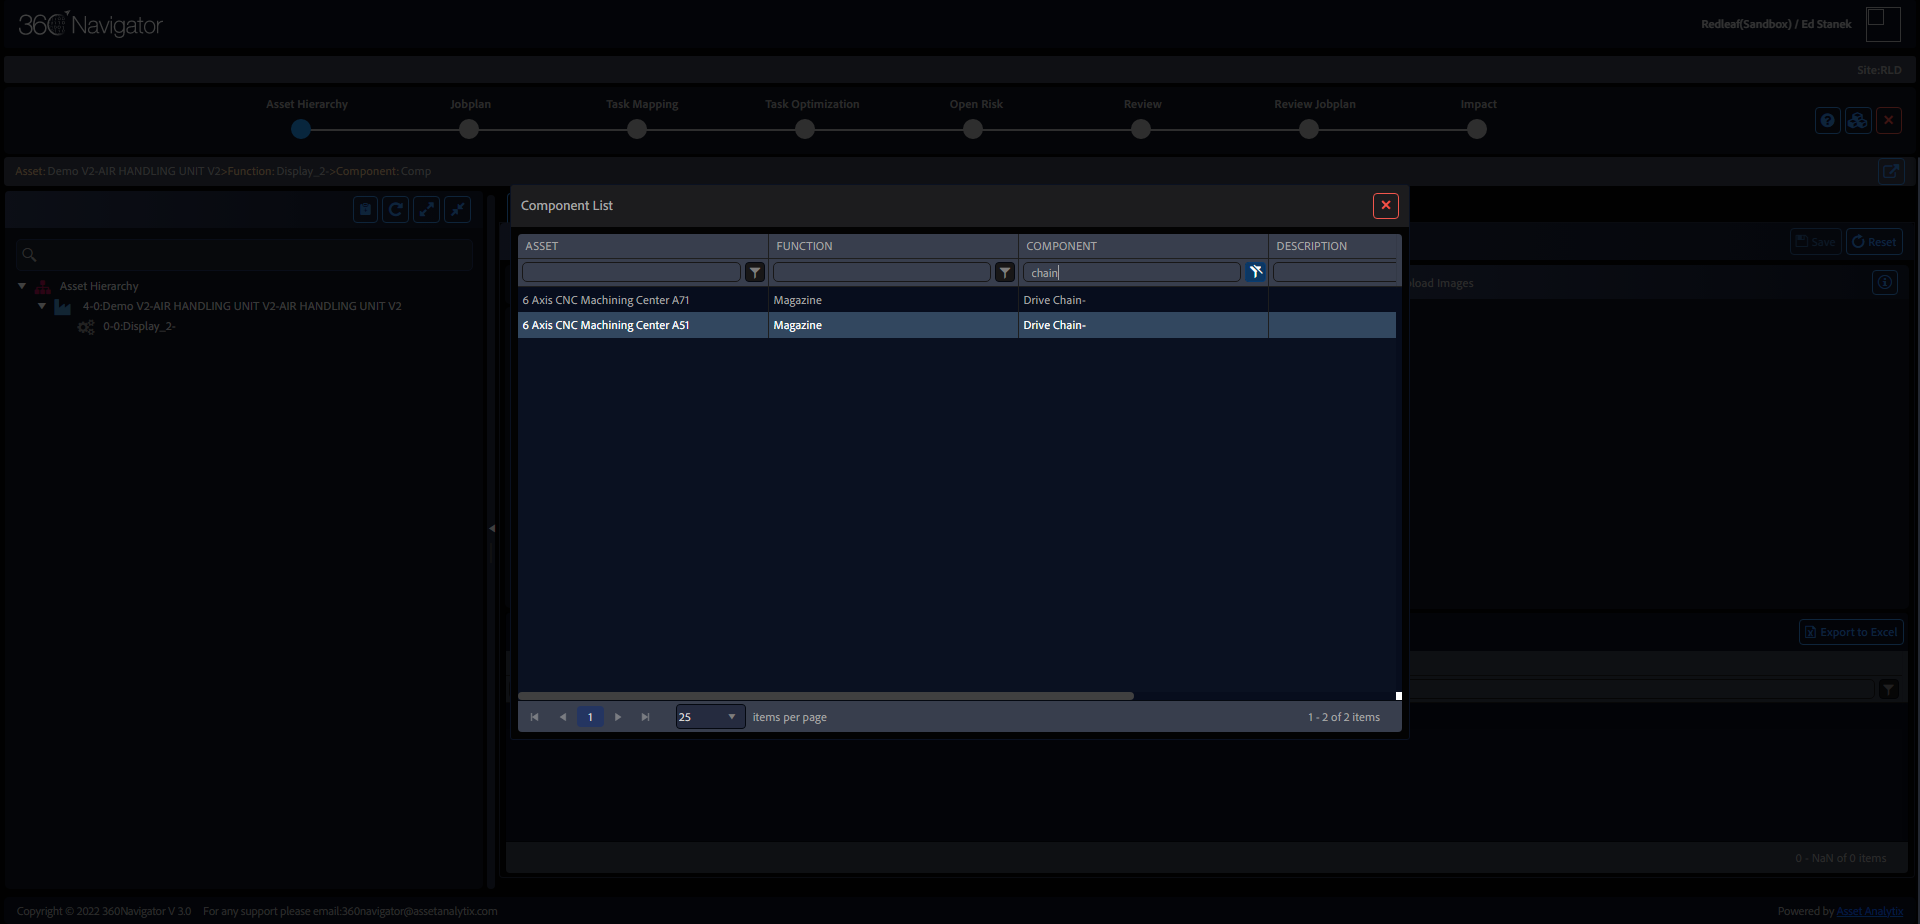 360 Navigator
Redleaf(Sandbox) / Ed Stanek
Site:RLD
Asset Hierarchy Jobplan Task Mapping Task Optimization Open Risk Review Review Jobplan Impact
Asset: Demo V2-AIR HANDLING UNIT V2>Function: Display_2->Component: Comp
Component List
ASSET FUNCTION COMPONENT DESCRIPTION
chain
6 Axis CNC Machining Center A71 Magazine Drive Chain-
6 Axis CNC Machining Center A51 Magazine Drive Chain-
1 25 items per page 1 - 2 of 2 items
Save Reset
load Images
Asset Hierarchy
4-0:Demo V2-AIR HANDLING UNIT V2-AIR HANDLING UNIT V2
0-0:Display_2-
Export to Excel
0 - NaN of 0 items
Copyright © 2022 360Navigator V 3.0 For any support please email:360navigator@assetanalytix.com
Powered by Asset Analytix